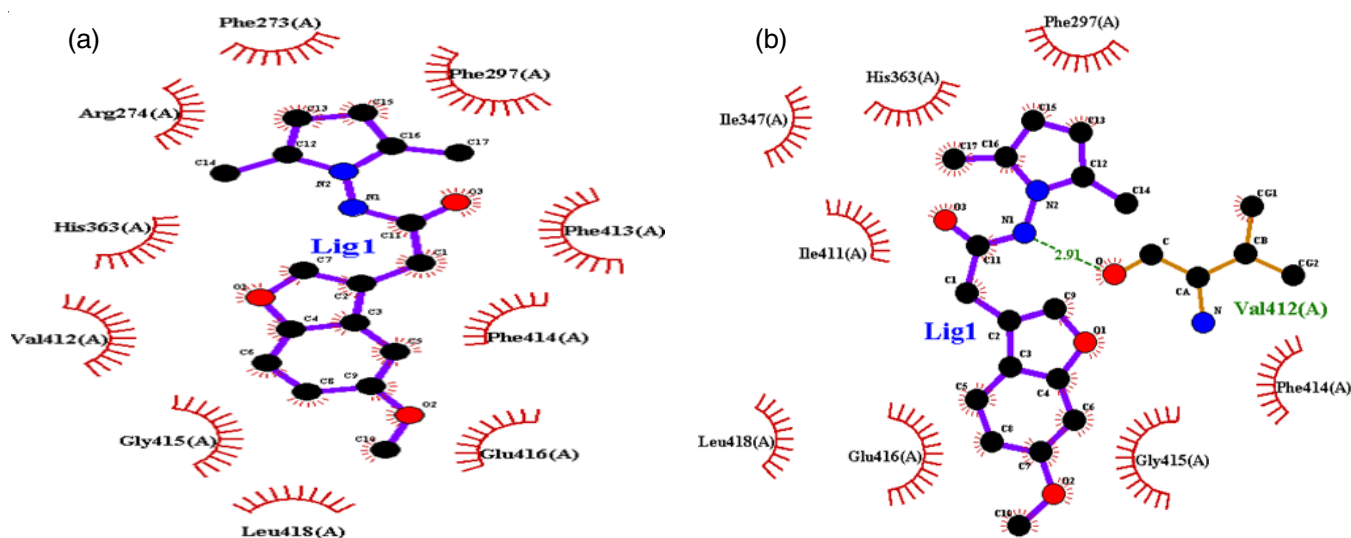 (a)
Phe273(A)
Phe297(A)
Arg274(A)
C13
C15
C12
C16
C17
C14
N2
N1
O3
His363(A)
C11
Phe413(A)
Lig1
C1
C7
C2
O1
C3
C4
Val412(A)
C5
Phe414(A)
C6
C8
C9
O2
C10
Gly415(A)
Glu416(A)
Leu418(A)
(b)
Phe297(A)
His363(A)
Ile347(A)
C15
C13
C17
C16
C12
C14
N2
O3
N1
CG1
Ile411(A)
C11
2.91
O
C
CB
CA
CG2
C1
N
Val412(A)
Lig1
C9
C2
O1
C3
C4
Phe414(A)
C5
C6
C8
Leu418(A)
Glu416(A)
C7
Gly415(A)
O2
C10